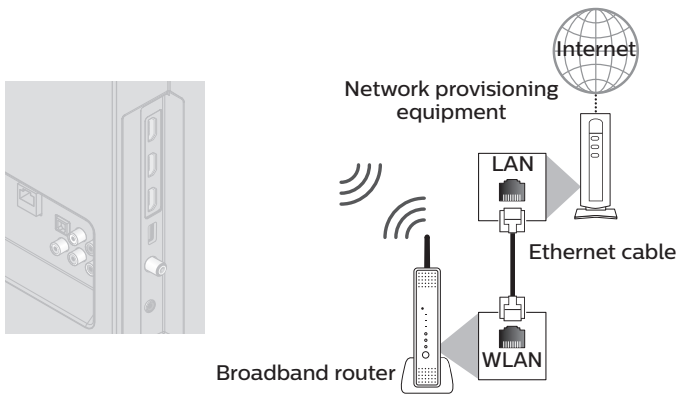 Internet
Network provisioning
equipment
LAN
Ethernet cable
WLAN
Broadband router